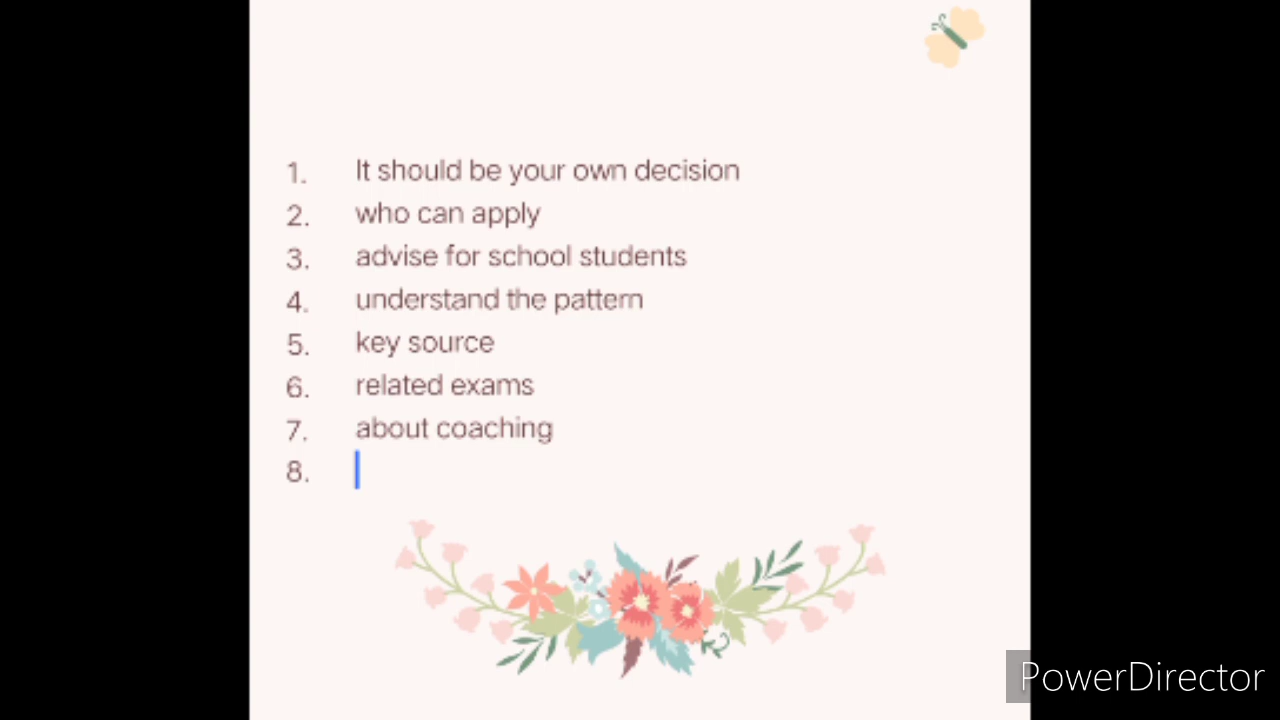 1. It should be your own decision
2. who can apply
3. advise for school students
4. understand the pattern
5. key source
6. related exams
7. about coaching
8.
PowerDirector